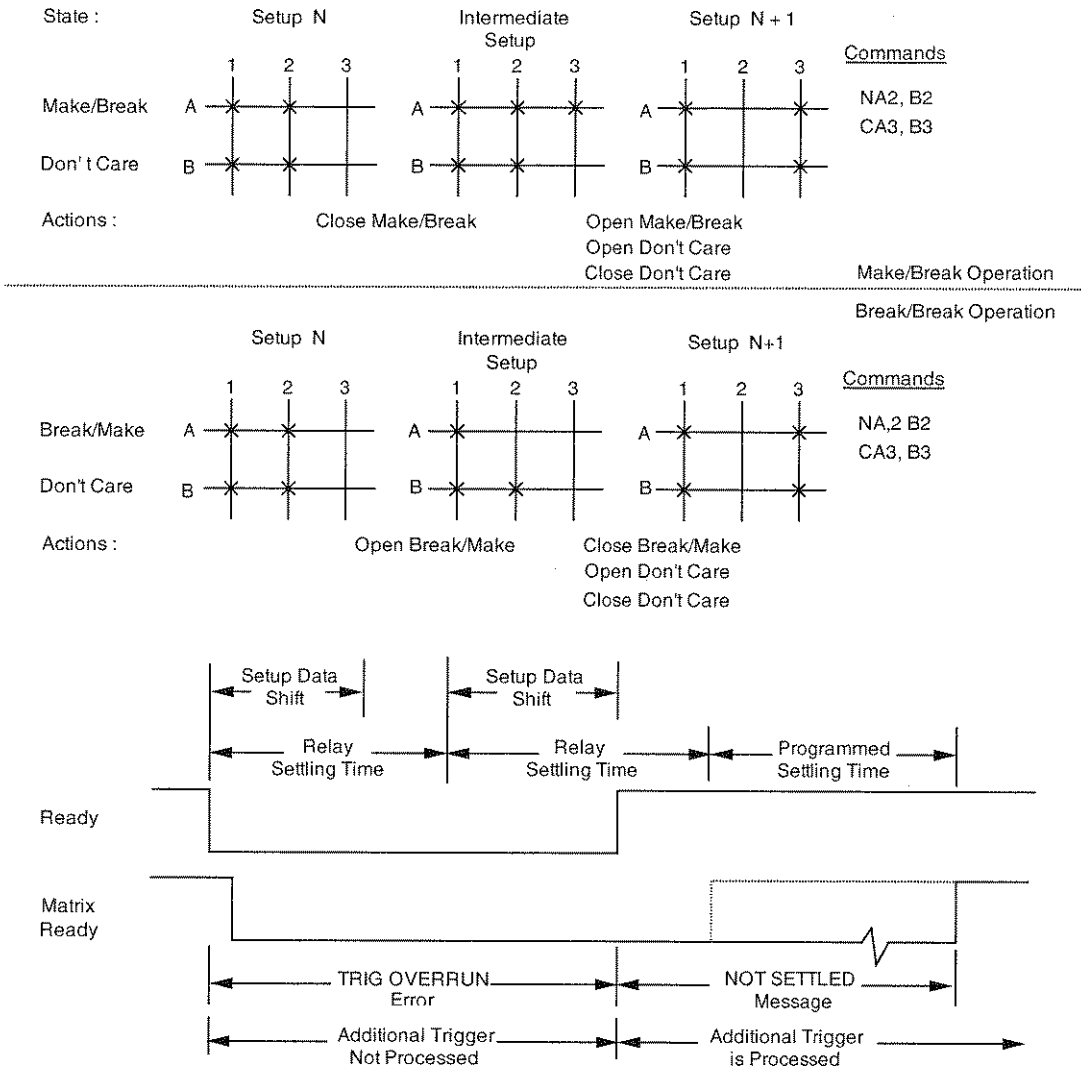 State :
Setup N
Intermediate
Setup
Setup N + 1
Commands
1 2 3
1 2 3
1 2 3
Make/Break A
A
A
NA2, B2
CA3, B3
Don't Care B
B
B
Actions :
Close Make/Break
Open Make/Break
Open Don't Care
Close Don't Care
Make/Break Operation
Break/Break Operation
Setup N
Intermediate
Setup
Setup N+1
Commands
1 2 3
1 2 3
1 2 3
Break/Make A
A
A
NA,2 B2
CA3, B3
Don't Care B
B
B
Actions :
Open Break/Make
Close Break/Make
Open Don't Care
Close Don't Care
Setup Data
Shift
Setup Data
Shift
Relay
Settling Time
Relay
Settling Time
Programmed
Settling Time
Ready
Matrix
Ready
TRIG OVERRUN
Error
NOT SETTLED
Message
Additional Trigger
Not Processed
Additional Trigger
is Processed